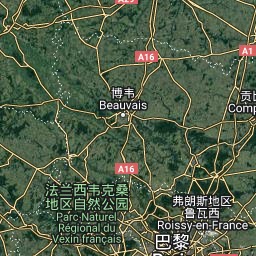 A29
A16
A1
博韦
Beauvais
贡比
Comp
A16
法兰西韦克桑
地区自然公园
Parc Naturel
Régional du
Vexin français
弗朗斯地区
鲁瓦西
Roissy-en-France
巴黎